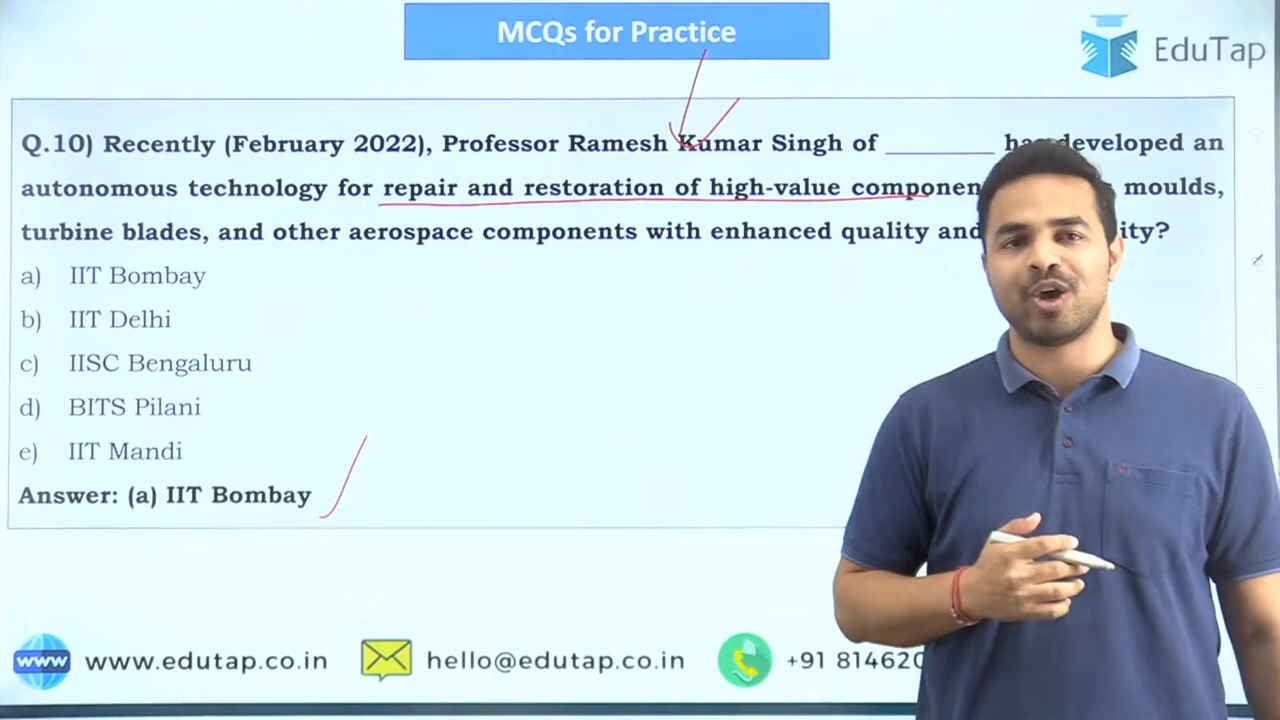 MCQs for Practice
EduTap
Q.10) Recently (February 2022), Professor Ramesh Kumar Singh of ________ developed an
autonomous technology for repair and restoration of high-value moulds,
turbine blades, and other aerospace components with enhanced quality and
a) IIT Bombay
b) IIT Delhi
c) IISC Bengaluru
d) BITS Pilani
e) IIT Mandi
Answer: (a) IIT Bombay
www www.edutap.co.in hello@edutap.co.in +91 81462